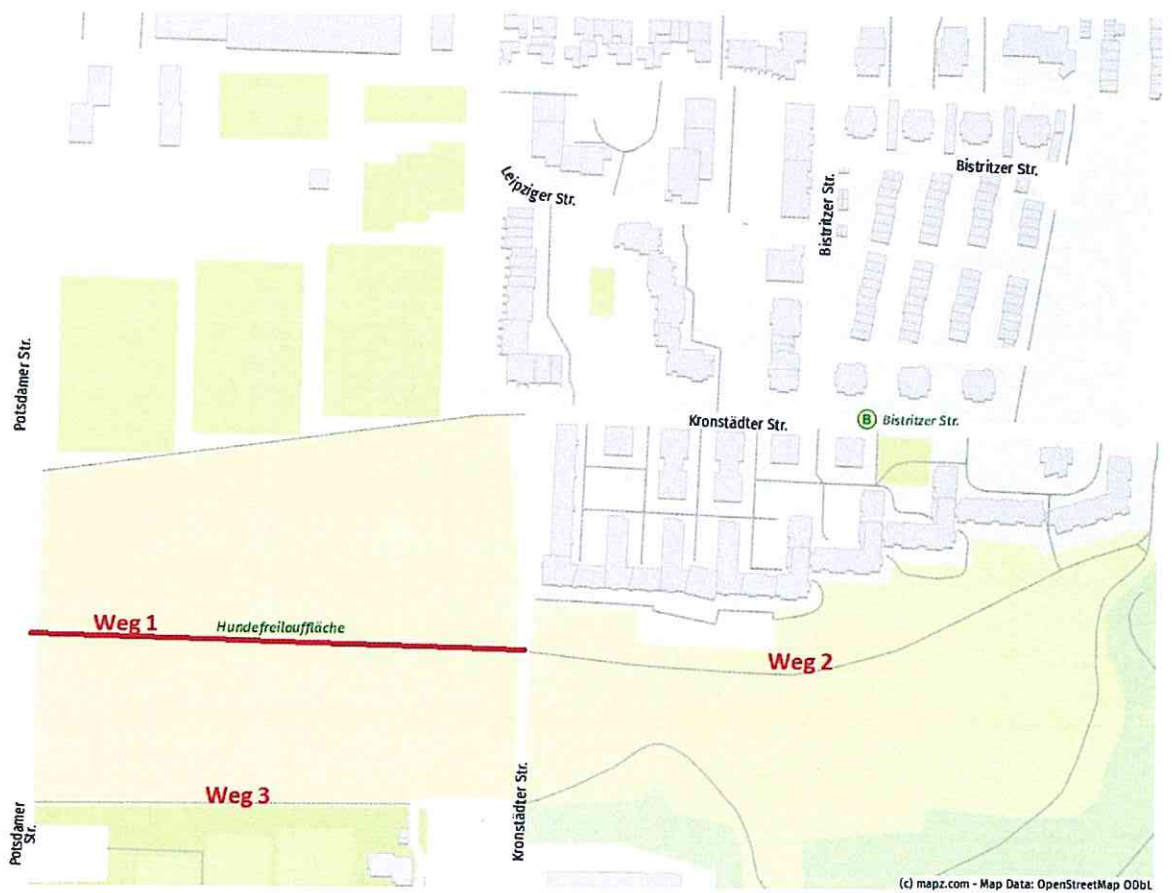 Bistritzer Str.
Leipziger Str.
Bistritzer Str.
Potsdamer Str.
Kronstädter Str.
B Bistritzer Str.
Weg 1
Hundefreilauffläche
Weg 2
Weg 3
Kronstädter Str.
Potsdamer
Str.
(c) mapz.com - Map Data: OpenStreetMap ODbL